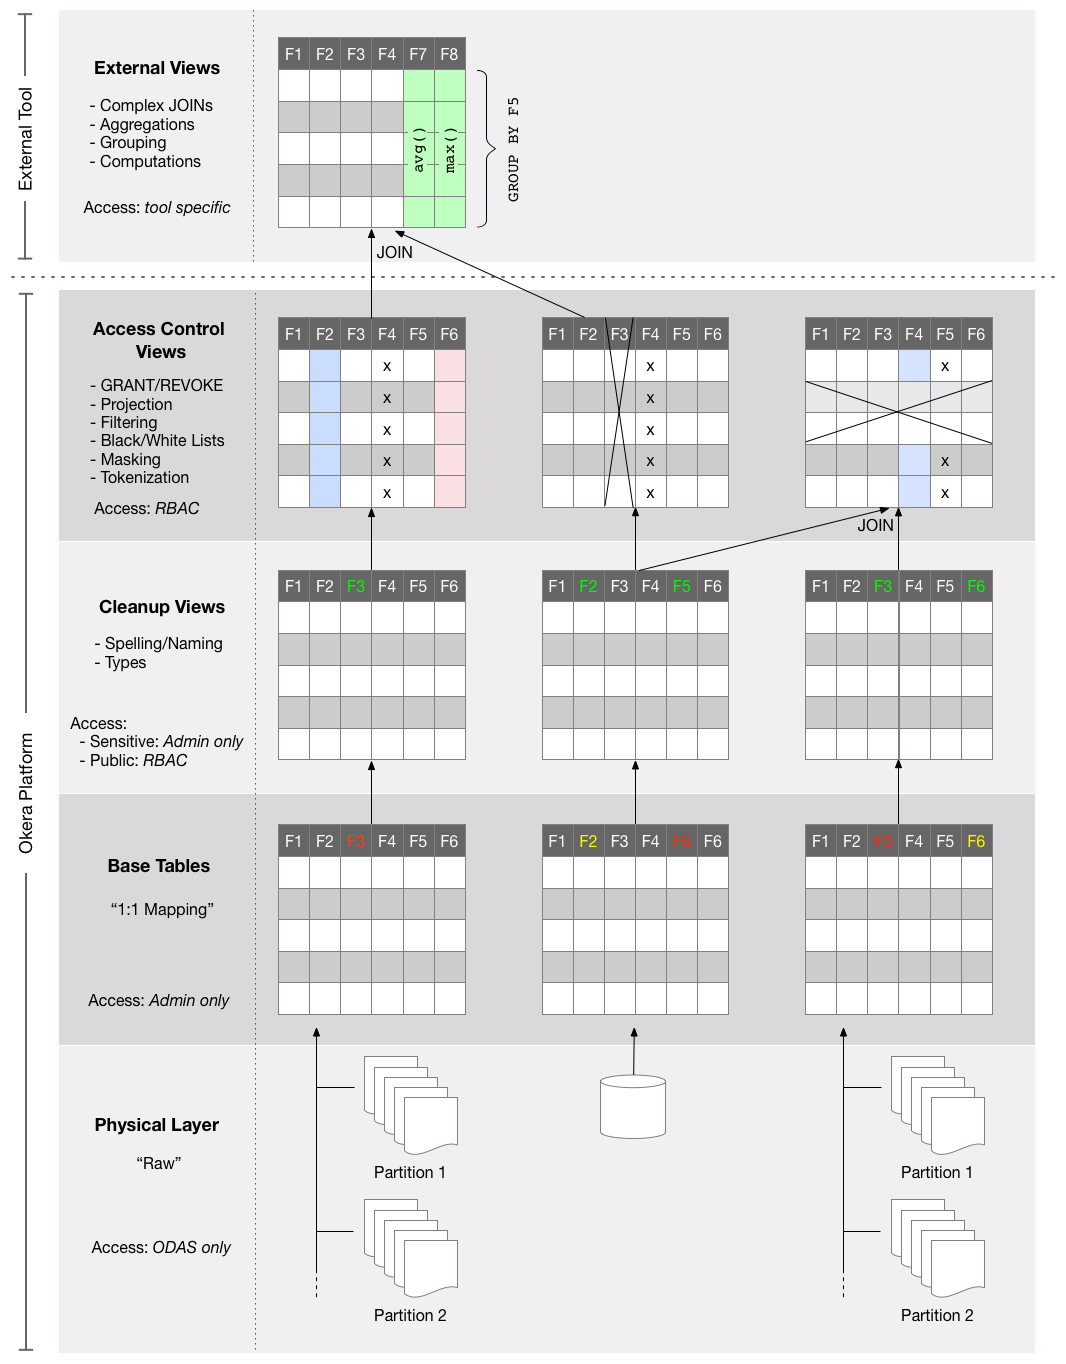 External Tool
External Views
- Complex JOINs
- Aggregations
- Grouping
- Computations
Access: tool specific
F1 F2 F3 F4 F7 F8
avg()
max()
GROUP BY F5
JOIN
Okera Platform
Access Control
Views
- GRANT/REVOKE
- Projection
- Filtering
- Black/White Lists
- Masking
- Tokenization
Access: RBAC
F1 F2 F3 F4 F5 F6
x
x
x
x
x
F1 F2 F3 F4 F5 F6
x
x
x
x
x
F1 F2 F3 F4 F5 F6
x
x
x
JOIN
Cleanup Views
- Spelling/Naming
- Types
Access:
- Sensitive: Admin only
- Public: RBAC
F1 F2 F3 F4 F5 F6
F1 F2 F3 F4 F5 F6
F1 F2 F3 F4 F5 F6
Base Tables
“1:1 Mapping”
Access: Admin only
F1 F2 F3 F4 F5 F6
F1 F2 F3 F4 F5 F6
F1 F2 F3 F4 F5 F6
Physical Layer
“Raw”
Access: ODAS only
Partition 1
Partition 2
Partition 1
Partition 2